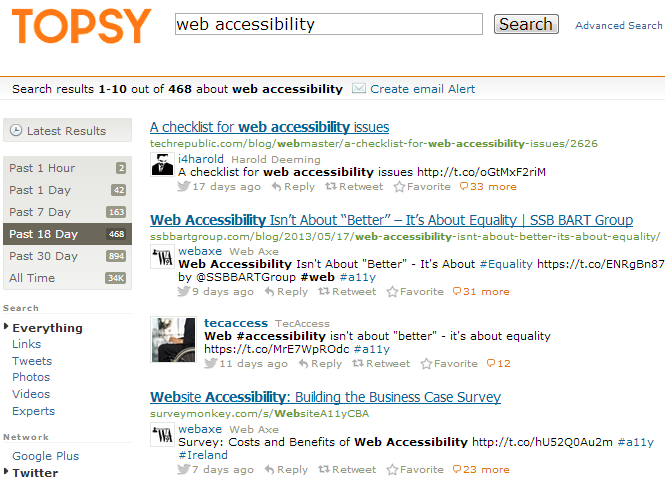 TOPSY
web accessibility
Search
Advanced Search
Search results 1-10 out of 468 about web accessibility Create email Alert
Latest Results
Past 1 Hour 2
Past 1 Day 42
Past 7 Day 163
Past 18 Day 468
Past 30 Day 894
All Time 34K
Search
Everything
Links
Tweets
Photos
Videos
Experts
Network
Google Plus
Twitter
A checklist for web accessibility issues
techrepublic.com/blog/webmaster/a-checklist-for-web-accessibility-issues/2626
i4harold Harold Deeming
A checklist for web accessibility issues http://t.co/oGtMxF2riM
17 days ago Reply Retweet Favorite 33 more
Web Accessibility Isn't About "Better" – It's About Equality | SSB BART Group
ssbbartgroup.com/blog/2013/05/17/web-accessibility-isnt-about-better-its-about-equality/
webaxe Web Axe
Web Accessibility Isn't About "Better" - It's About #Equality https://t.co/ENRgBn87
by @SSBBARTGroup #web #a11y
9 days ago Reply Retweet Favorite 31 more
tecaccess TecAccess
Web #accessibility isn't about "better" - it's about equality
https://t.co/MrE7WpROdc #a11y
11 days ago Reply Retweet Favorite 12
Website Accessibility: Building the Business Case Survey
surveymonkey.com/s/WebsiteA11yCBA
webaxe Web Axe
Survey: Costs and Benefits of Web Accessibility http://t.co/hU52Q0Au2m #a11y
#Ireland
7 days ago Reply Retweet Favorite 23 more